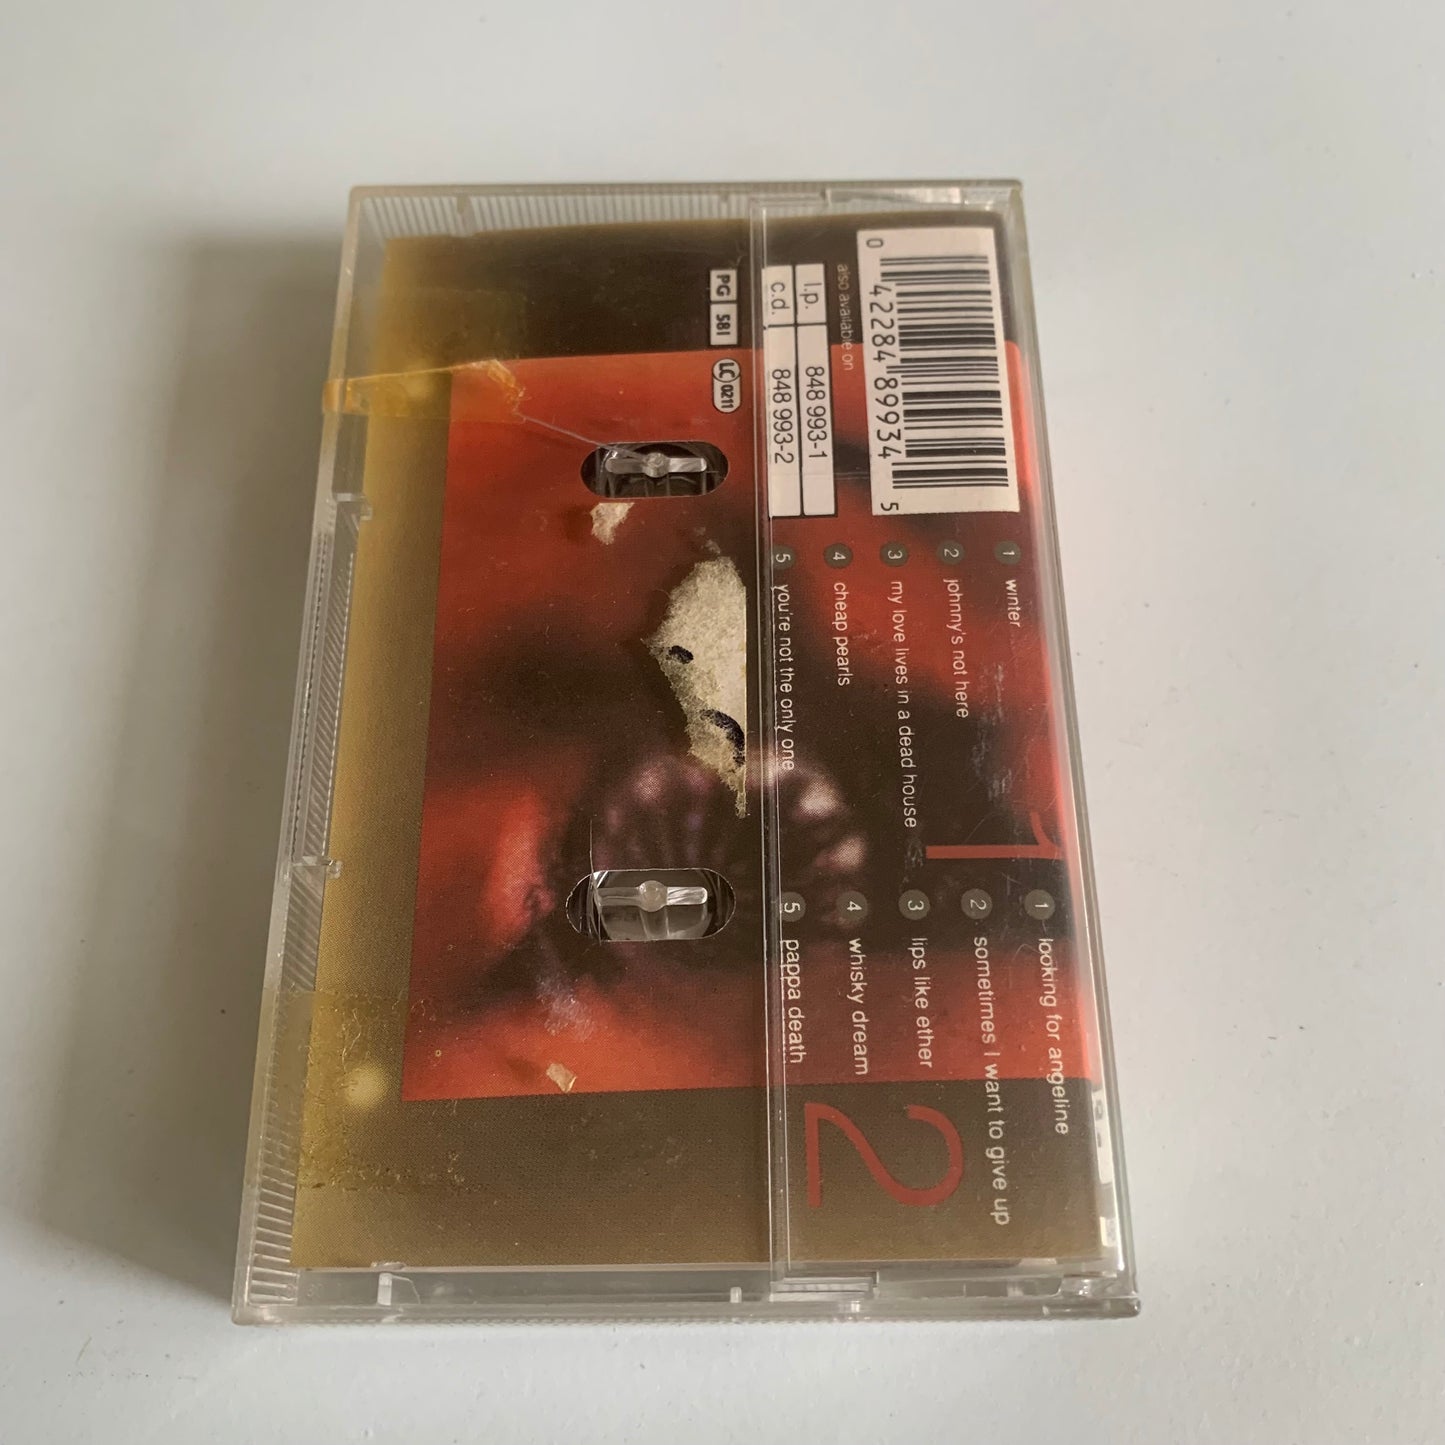 0 42284 89934 5
also available on
l.p. 848 993-1
c.d. 848 993-2
PG 581
LC 0211
1
1 winter
2 johnny's not here
3 my love lives in a dead house
4 cheap pearls
5 you're not the only one
2
1 looking for angeline
2 sometimes I want to give up
3 lips like ether
4 whisky dream
5 pappa death